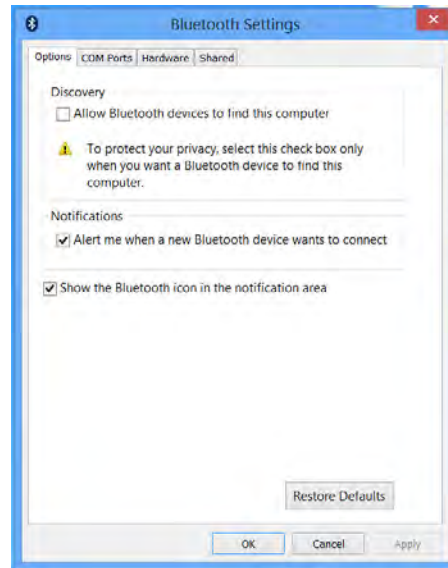 Bluetooth Settings
Options COM Ports Hardware Shared
Discovery
Allow Bluetooth devices to find this computer
To protect your privacy, select this check box only
when you want a Bluetooth device to find this
computer.
Notifications
Alert me when a new Bluetooth device wants to connect
Show the Bluetooth icon in the notification area
Restore Defaults
OK Cancel Apply